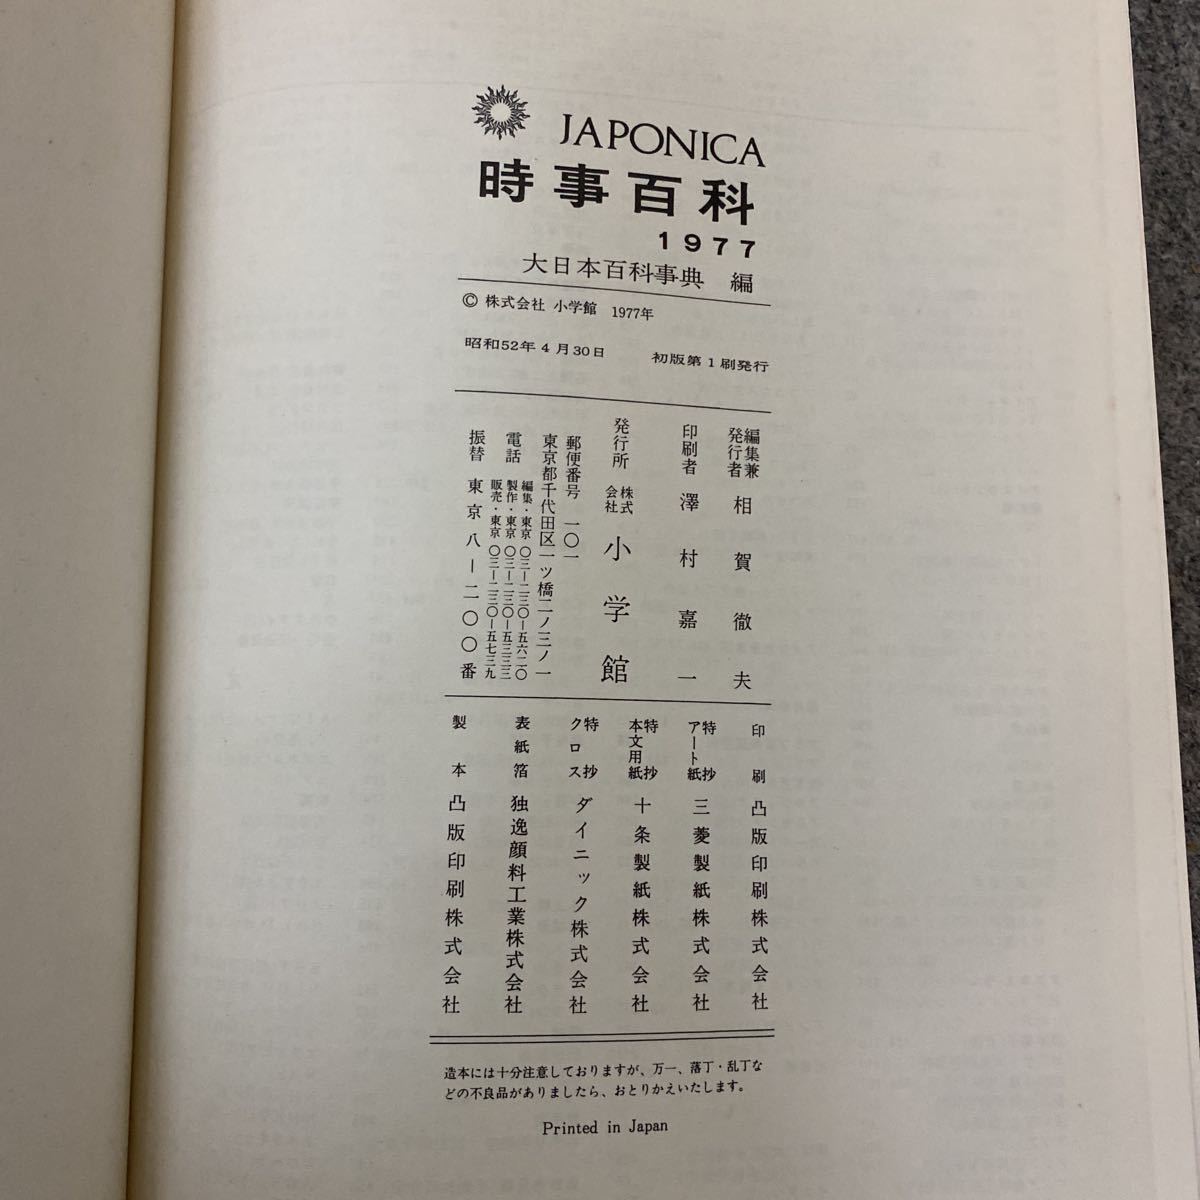 JAPONICA
時事百科
1977
大日本百科事典 編
© 株式会社 小学館 1977年
昭和52年4月30日 初版第1刷発行
編集兼発行者 相賀徹夫
印刷者 澤村嘉一
発行所 株式会社 小学館
郵便番号 一〇一
東京都千代田区一ツ橋二ノ三ノ一
電話 編集・東京 〇三―二三〇―五六二〇
製作・東京 〇三―二三〇―五三三三
販売・東京 〇三―二三〇―五七三九
振替 東京八―二〇〇番
印刷 凸版印刷株式会社
特抄アート紙 三菱製紙株式会社
特抄本文用紙 十条製紙株式会社
特抄クロス ダイニック株式会社
表紙箔 独逸顔料工業株式会社
製本 凸版印刷株式会社
造本には十分注意しておりますが、万一、落丁・乱丁な
どの不良品がありましたら、おとりかえいたします。
Printed in Japan